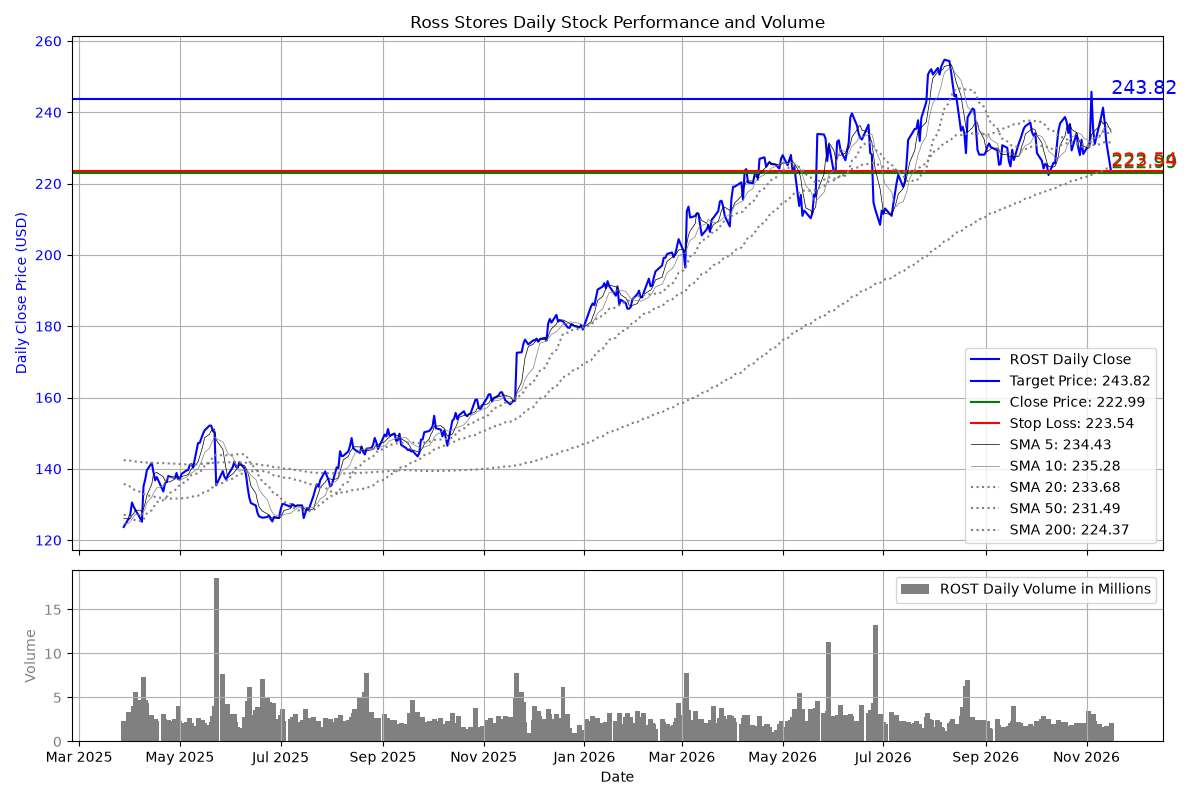 Ross Stores Daily Stock Performance and Volume
260
240
220
200
180
160
140
120
Daily Close Price (USD)
243.82
223.54
222.99
ROST Daily Close
Target Price: 243.82
Close Price: 222.99
Stop Loss: 223.54
SMA 5: 234.43
SMA 10: 235.28
SMA 20: 233.68
SMA 50: 231.49
SMA 200: 224.37
15
10
5
0
Volume
ROST Daily Volume in Millions
Mar 2025 May 2025 Jul 2025 Sep 2025 Nov 2025 Jan 2026 Mar 2026 May 2026 Jul 2026 Sep 2026 Nov 2026
Date